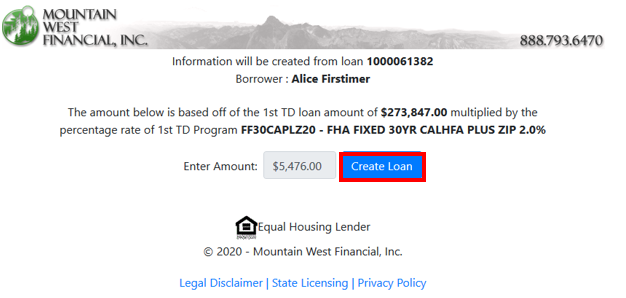 MOUNTAIN
WEST
FINANCIAL, INC.
888.793.6470
Information will be created from loan 1000061382
Borrower : Alice Firstimer
The amount below is based off of the 1st TD loan amount of $273,847.00 multiplied by the
percentage rate of 1st TD Program FF30CAPLZ20 - FHA FIXED 30YR CALHFA PLUS ZIP 2.0%
Enter Amount: $5,476.00 Create Loan
Equal Housing Lender
© 2020 - Mountain West Financial, Inc.
Legal Disclaimer | State Licensing | Privacy Policy